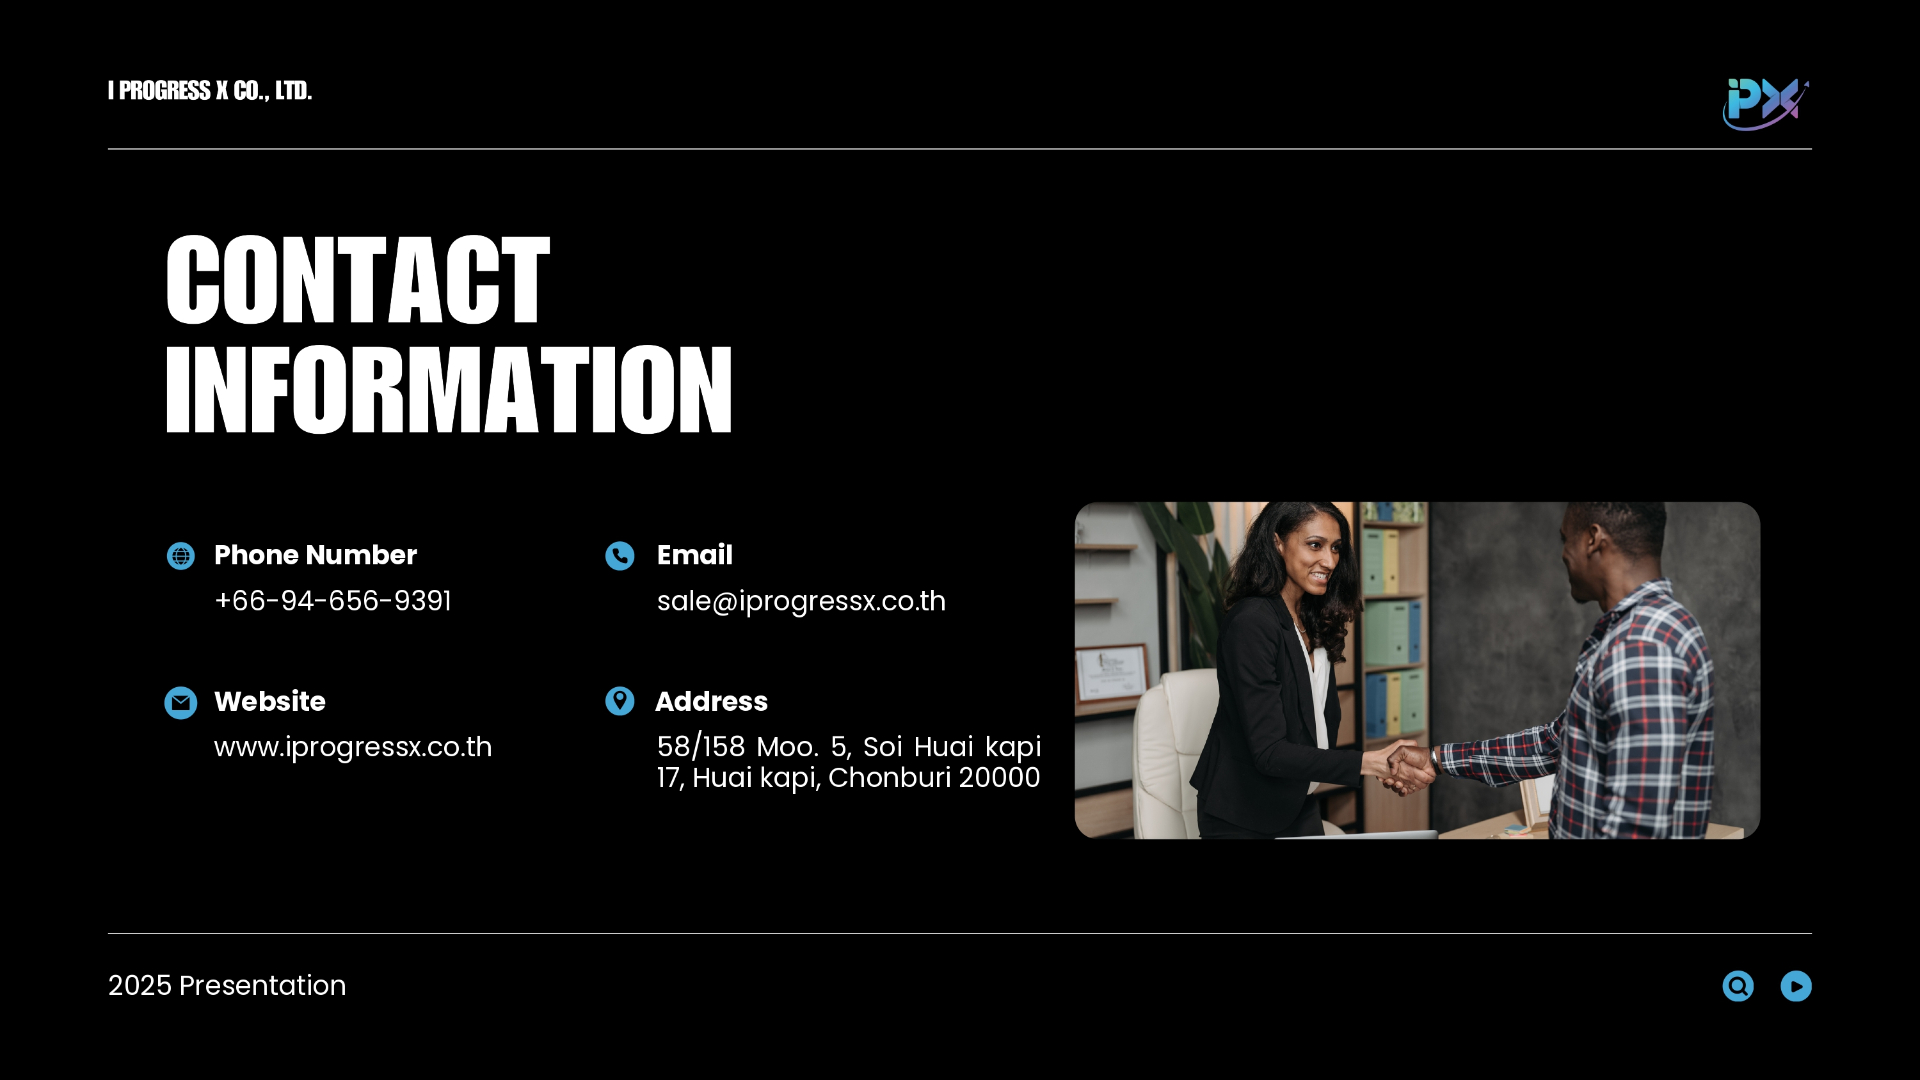 I PROGRESS X CO., LTD.
iPX
CONTACT
INFORMATION
Phone Number
+66-94-656-9391
Email
sale@iprogressx.co.th
Website
www.iprogressx.co.th
Address
58/158 Moo. 5, Soi Huai kapi
17, Huai kapi, Chonburi 20000
2025 Presentation